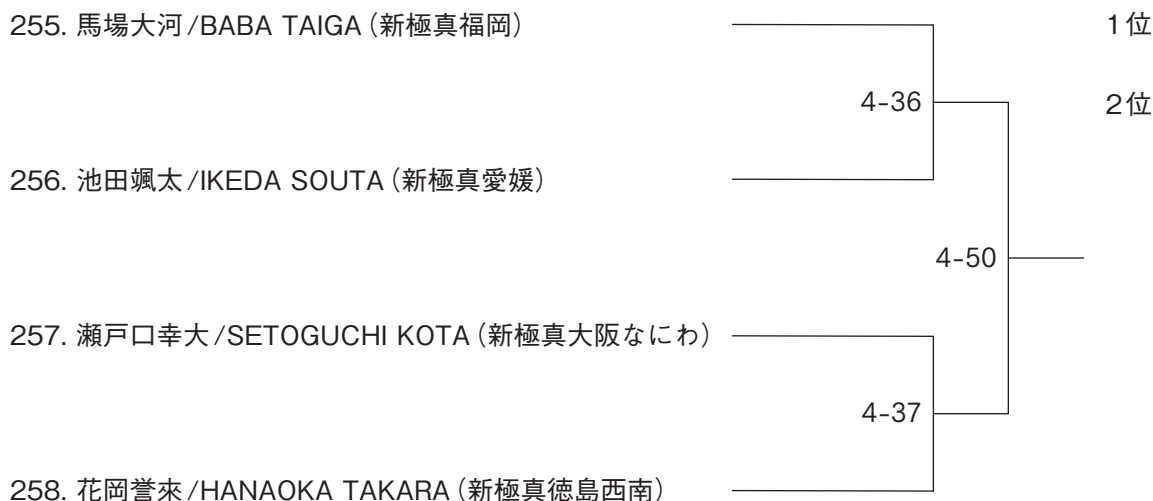 255. 馬場大河/BABA TAIGA（新極真福岡）
1位
4-36
2位
256. 池田颯太/IKEDA SOUTA（新極真愛媛）
4-50
257. 瀬戸口幸大/SETOGUCHI KOTA（新極真大阪なにわ）
4-37
258. 花岡誉來/HANAOKA TAKARA（新極真徳島西南）